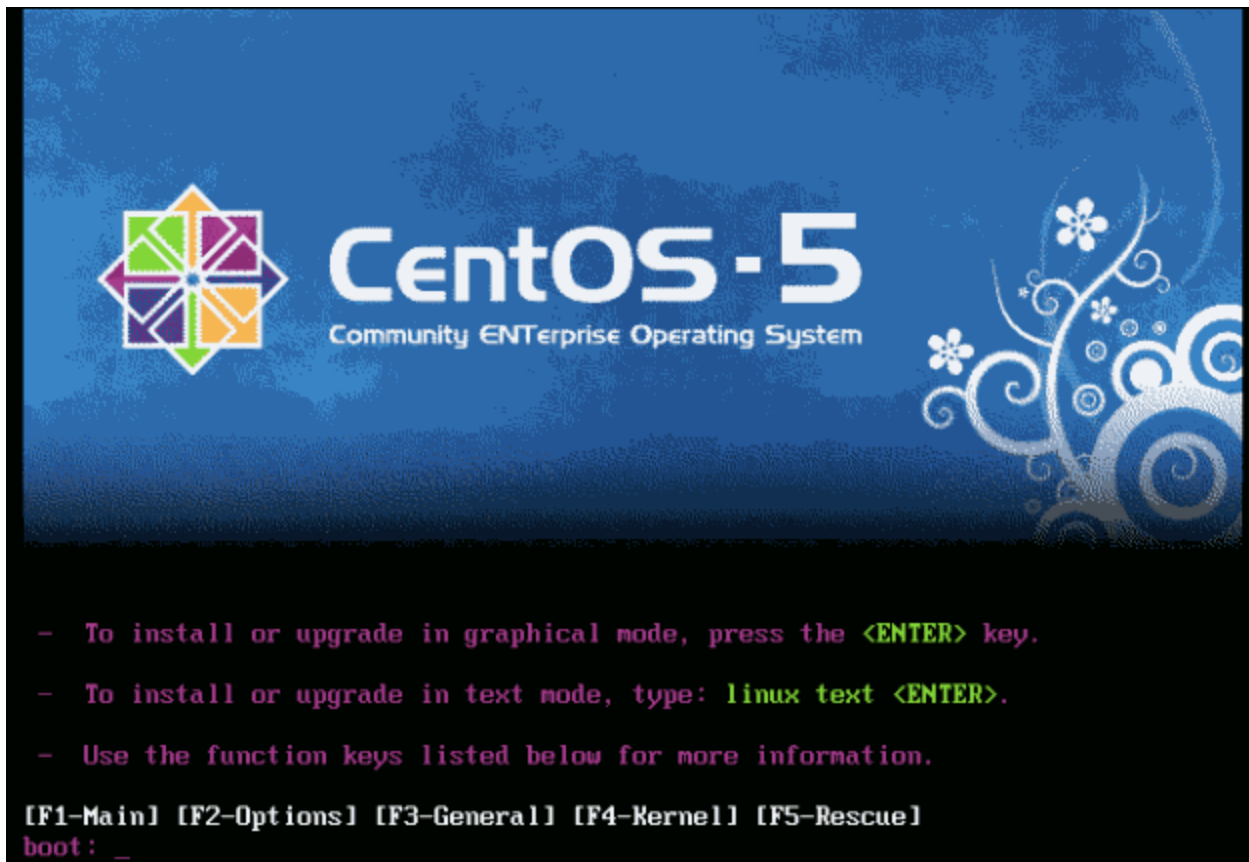 CentOS-5
Community ENTerprise Operating System
- To install or upgrade in graphical mode, press the <ENTER> key.
- To install or upgrade in text mode, type: linux text <ENTER>.
- Use the function keys listed below for more information.
[F1-Main] [F2-Options] [F3-General] [F4-Kernel] [F5-Rescue]
boot: _